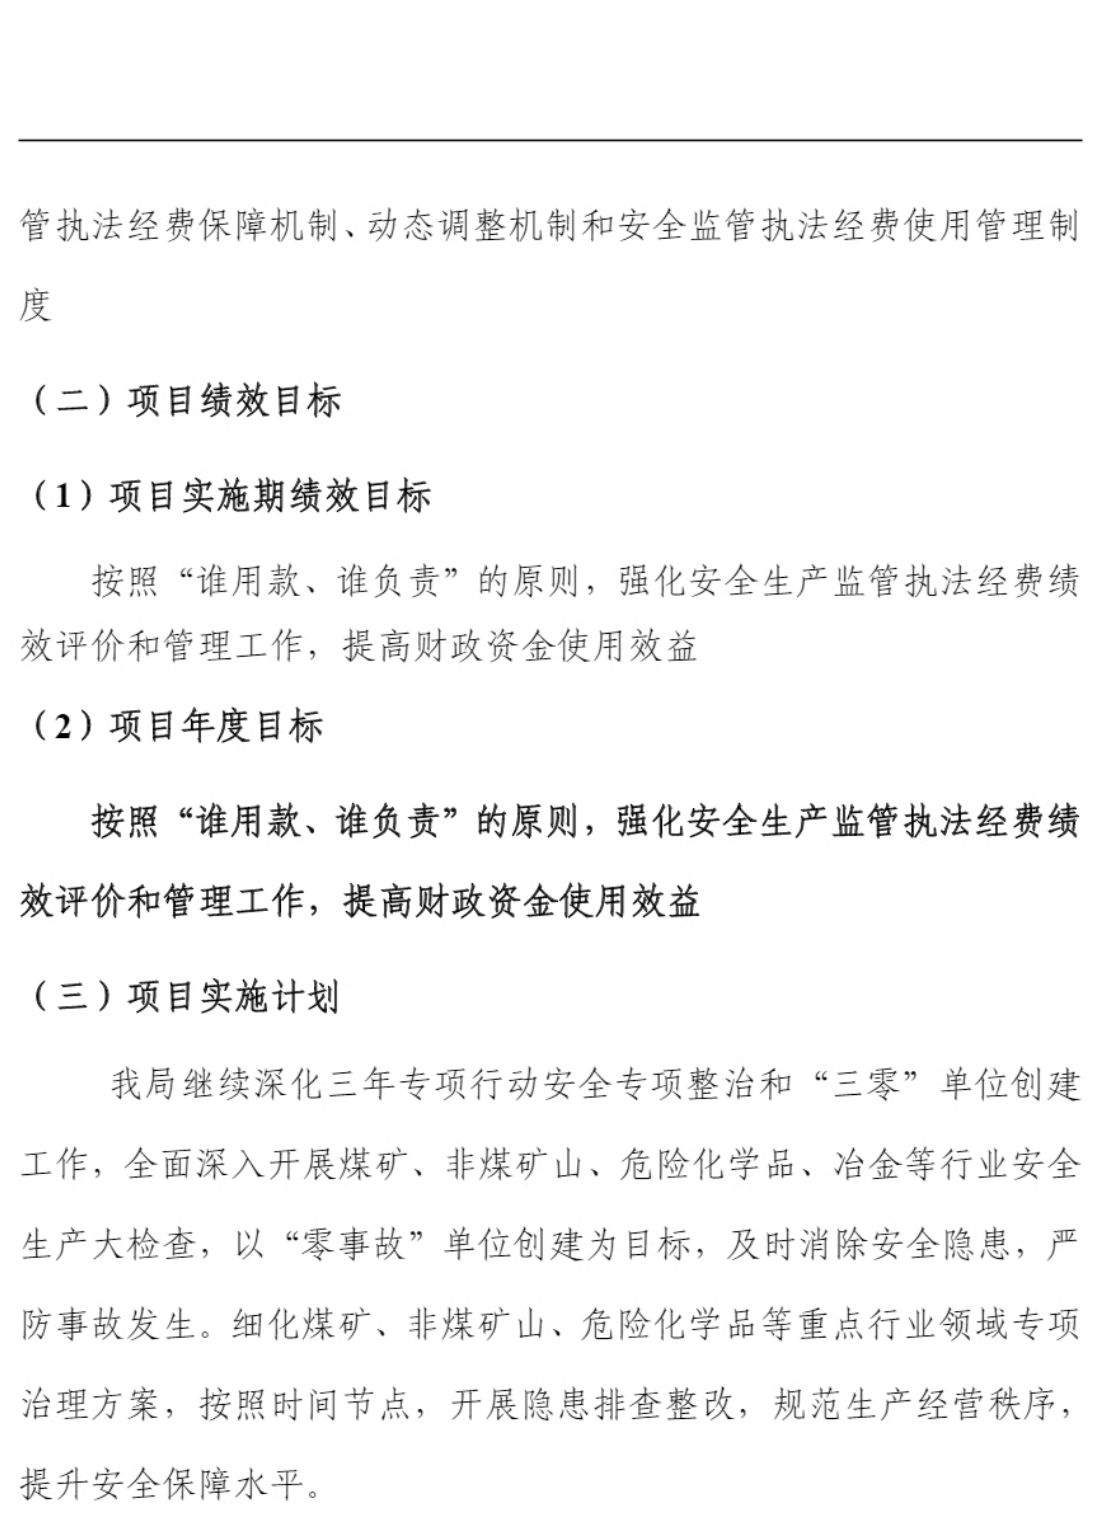 管执法经费保障机制、动态调整机制和安全监管执法经费使用管理制
度
（二）项目绩效目标
（1）项目实施期绩效目标
按照“谁用款、谁负责”的原则，强化安全生产监管执法经费绩
效评价和管理工作，提高财政资金使用效益
（2）项目年度目标
按照“谁用款、谁负责”的原则，强化安全生产监管执法经费绩
效评价和管理工作，提高财政资金使用效益
（三）项目实施计划
我局继续深化三年专项行动安全专项整治和“三零”单位创建
工作，全面深入开展煤矿、非煤矿山、危险化学品、冶金等行业安全
生产大检查，以“零事故”单位创建为目标，及时消除安全隐患，严
防事故发生。细化煤矿、非煤矿山、危险化学品等重点行业领域专项
治理方案，按照时间节点，开展隐患排查整改，规范生产经营秩序，
提升安全保障水平。